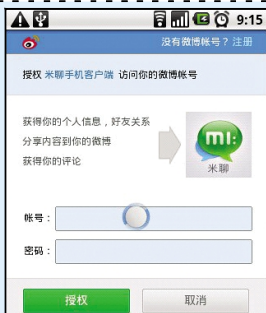 9:15
没有微博帐号？注册
授权 米聊手机客户端 访问你的微博帐号
获得你的个人信息，好友关系
分享内容到你的微博
获得你的评论
mi:
米聊
帐号：
密码：
授权 取消